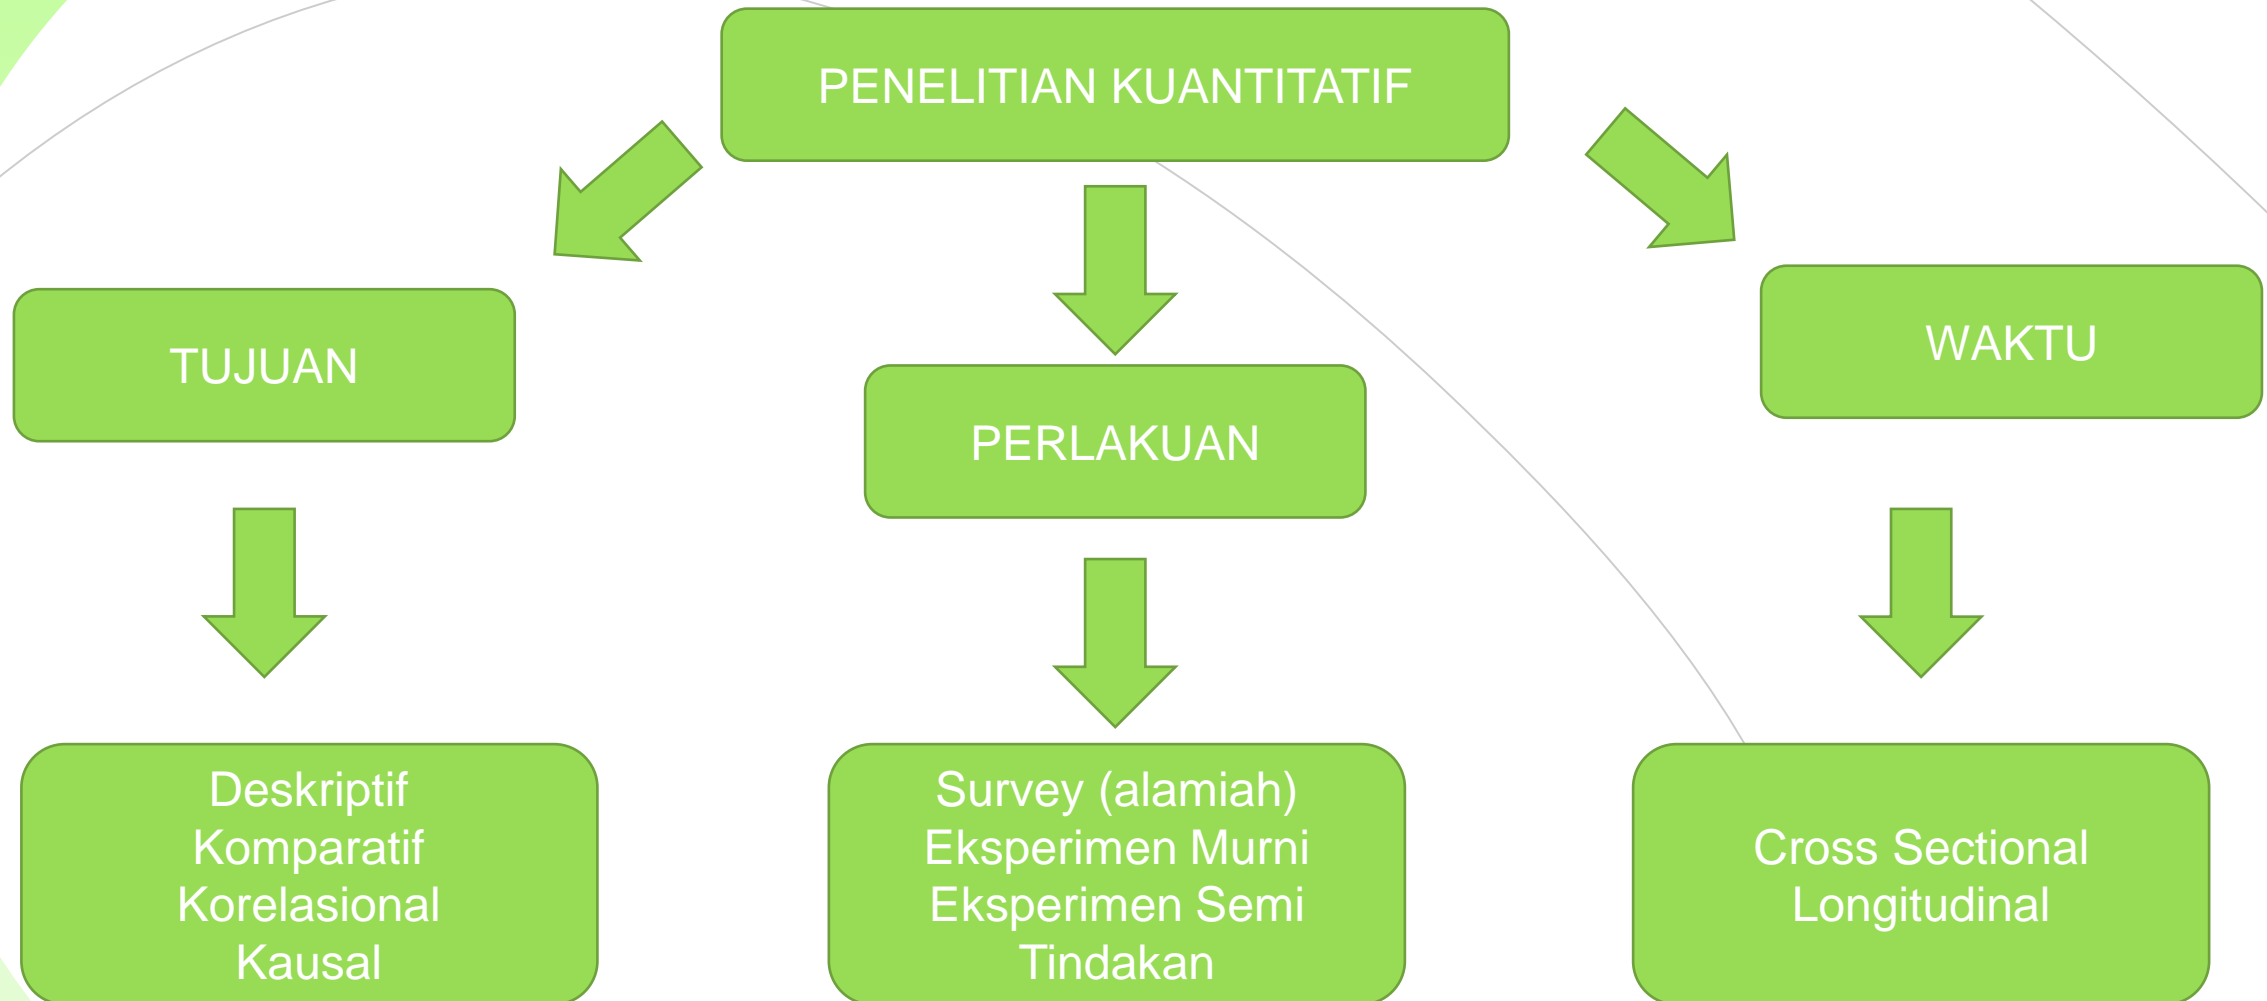 PENELITIAN KUANTITATIF
TUJUAN
PERLAKUAN
WAKTU
Deskriptif
Komparatif
Korelasional
Kausal
Survey (alamiah)
Eksperimen Murni
Eksperimen Semi
Tindakan
Cross Sectional
Longitudinal